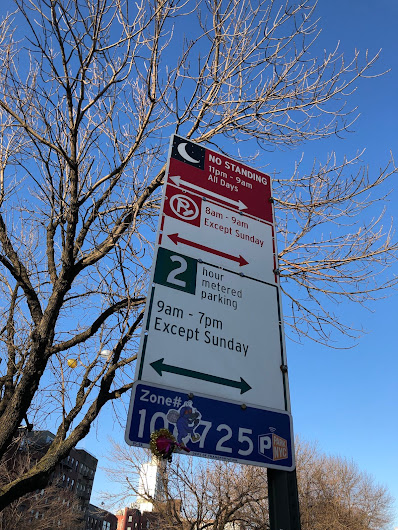 NO STANDING
11pm - 9am
All Days
P
8am - 9am
Except Sunday
2
hour
metered
parking
9am - 7pm
Except Sunday
Zone#
10 725
P